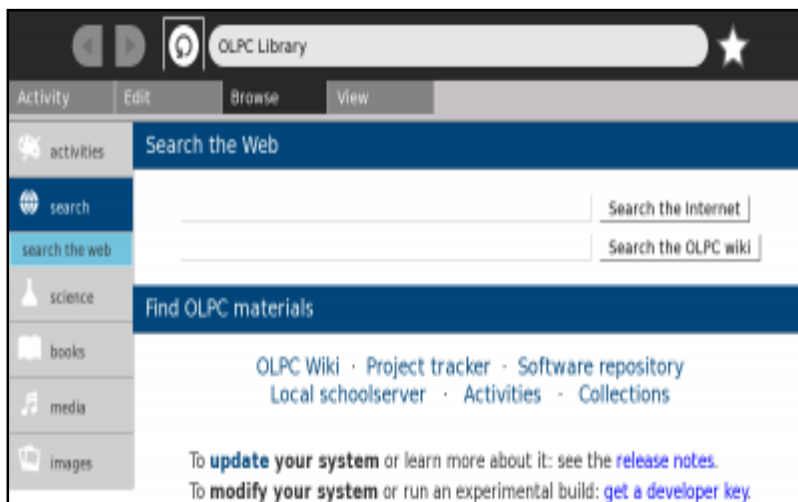 OLPC Library
Activity Edit Browse View
activities
search
search the web
science
books
media
images
Search the Web
Search the Internet
Search the OLPC wiki
Find OLPC materials
OLPC Wiki · Project tracker · Software repository
Local schoolserver · Activities · Collections
To update your system or learn more about it: see the release notes.
To modify your system or run an experimental build: get a developer key.